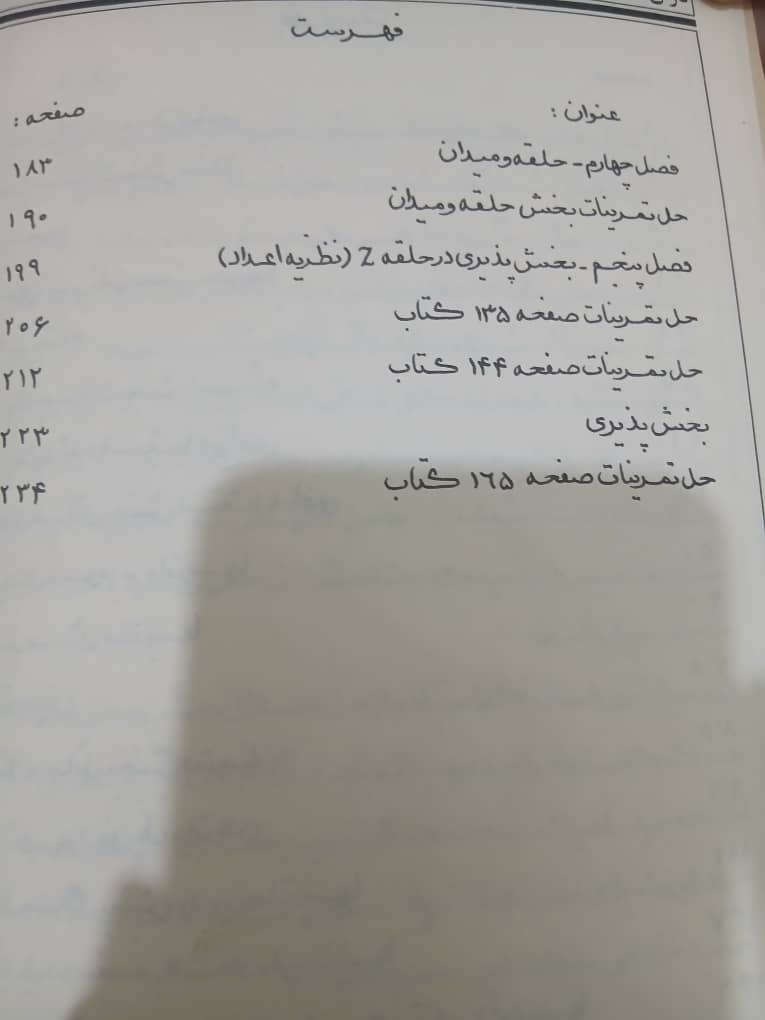 فهرست
عنوان : صفحه :
فصل چهارم - حلقه و میدان ۱۸۳
حل تمرینات بخش حلقه و میدان ۱۹۰
فصل پنجم - بخش پذیری در حلقه Z (نظریه اعداد) ۱۹۹
حل تمرینات صفحه ۱۳۵ کتاب ۲۰۶
حل تمرینات صفحه ۱۴۴ کتاب ۲۱۲
بخش پذیری ۲۲۳
حل تمرینات صفحه ۱۶۵ کتاب ۲۳۴